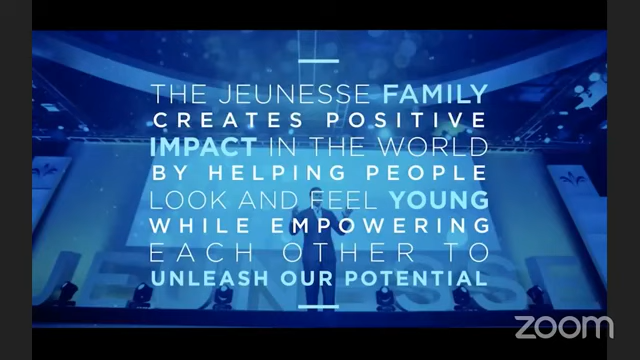 THE JEUNESSE FAMILY
CREATES POSITIVE
IMPACT IN THE WORLD
BY HELPING PEOPLE
LOOK AND FEEL YOUNG
WHILE EMPOWERING
EACH OTHER TO
UNLEASH OUR POTENTIAL
JEUNESSE
zoom